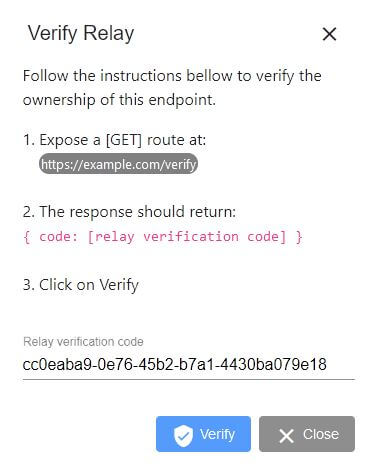 Verify Relay
Follow the instructions bellow to verify the
ownership of this endpoint.
1. Expose a [GET] route at:
https://example.com/verify
2. The response should return:
{ code: [relay verification code] }
3. Click on Verify
Relay verification code
cc0eaba9-0e76-45b2-b7a1-4430ba079e18
Verify
Close